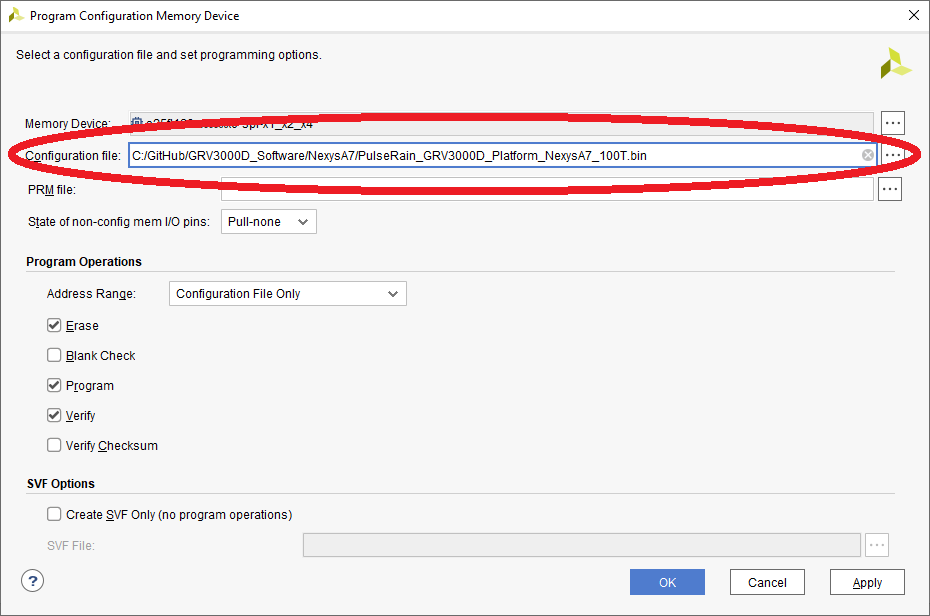 Program Configuration Memory Device
Select a configuration file and set programming options.
Memory Device:
Configuration file: C:/GitHub/GRV3000D_Software/NexysA7/PulseRain_GRV3000D_Platform_NexysA7_100T.bin
PRM file:
State of non-config mem I/O pins: Pull-none
Program Operations
Address Range: Configuration File Only
Erase
Blank Check
Program
Verify
Verify Checksum
SVF Options
Create SVF Only (no program operations)
SVF File:
?
OK Cancel Apply